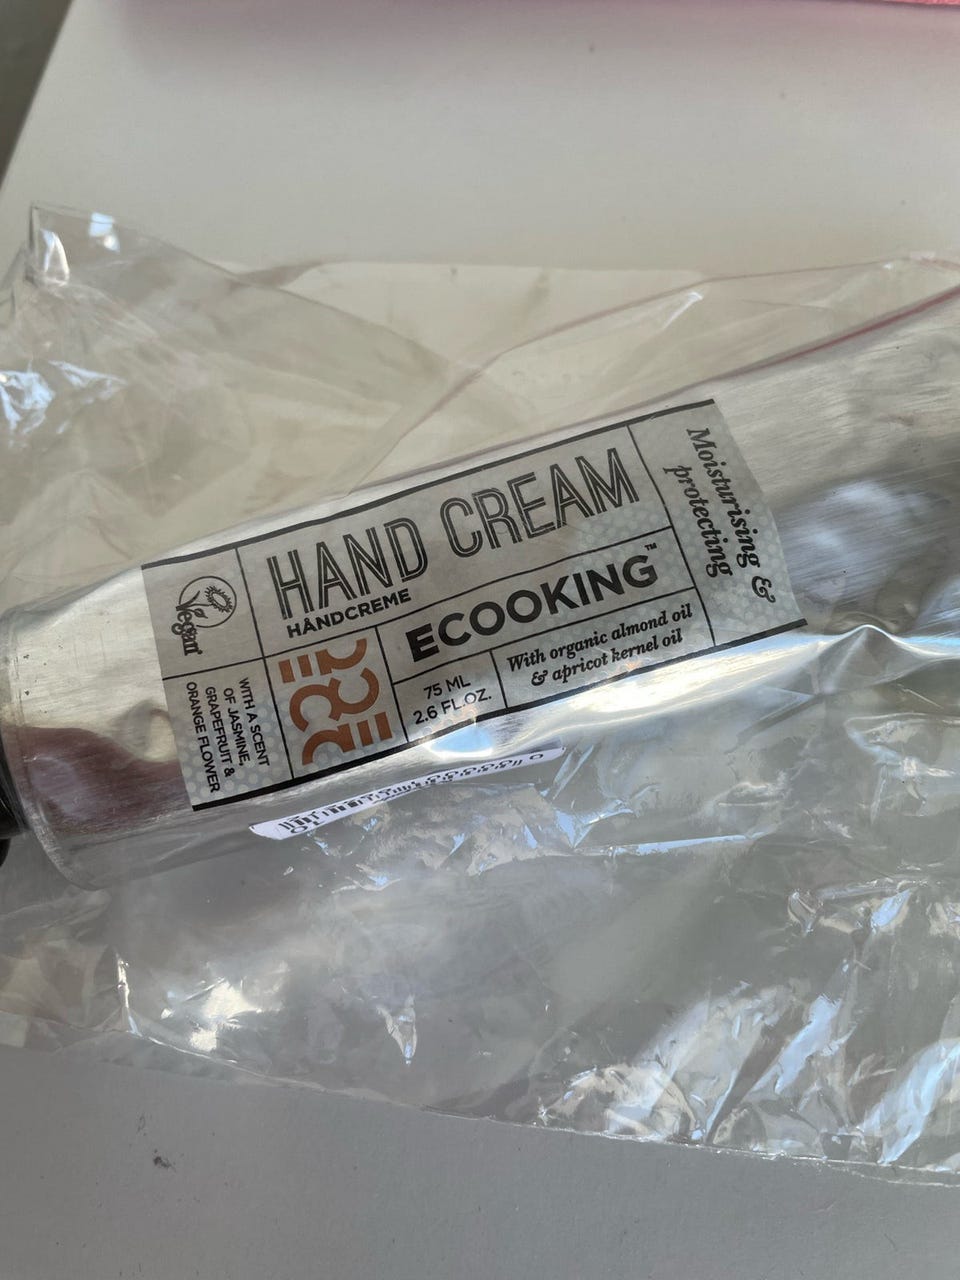 HAND CREAM
HÅNDCREME
ECOOKING™
75 ML
2.6 FL.OZ.
With organic almond oil
& apricot kernel oil
Moisturising &
protecting
Vegan
WITH A SCENT
OF JASMINE,
GRAPEFRUIT &
ORANGE FLOWER